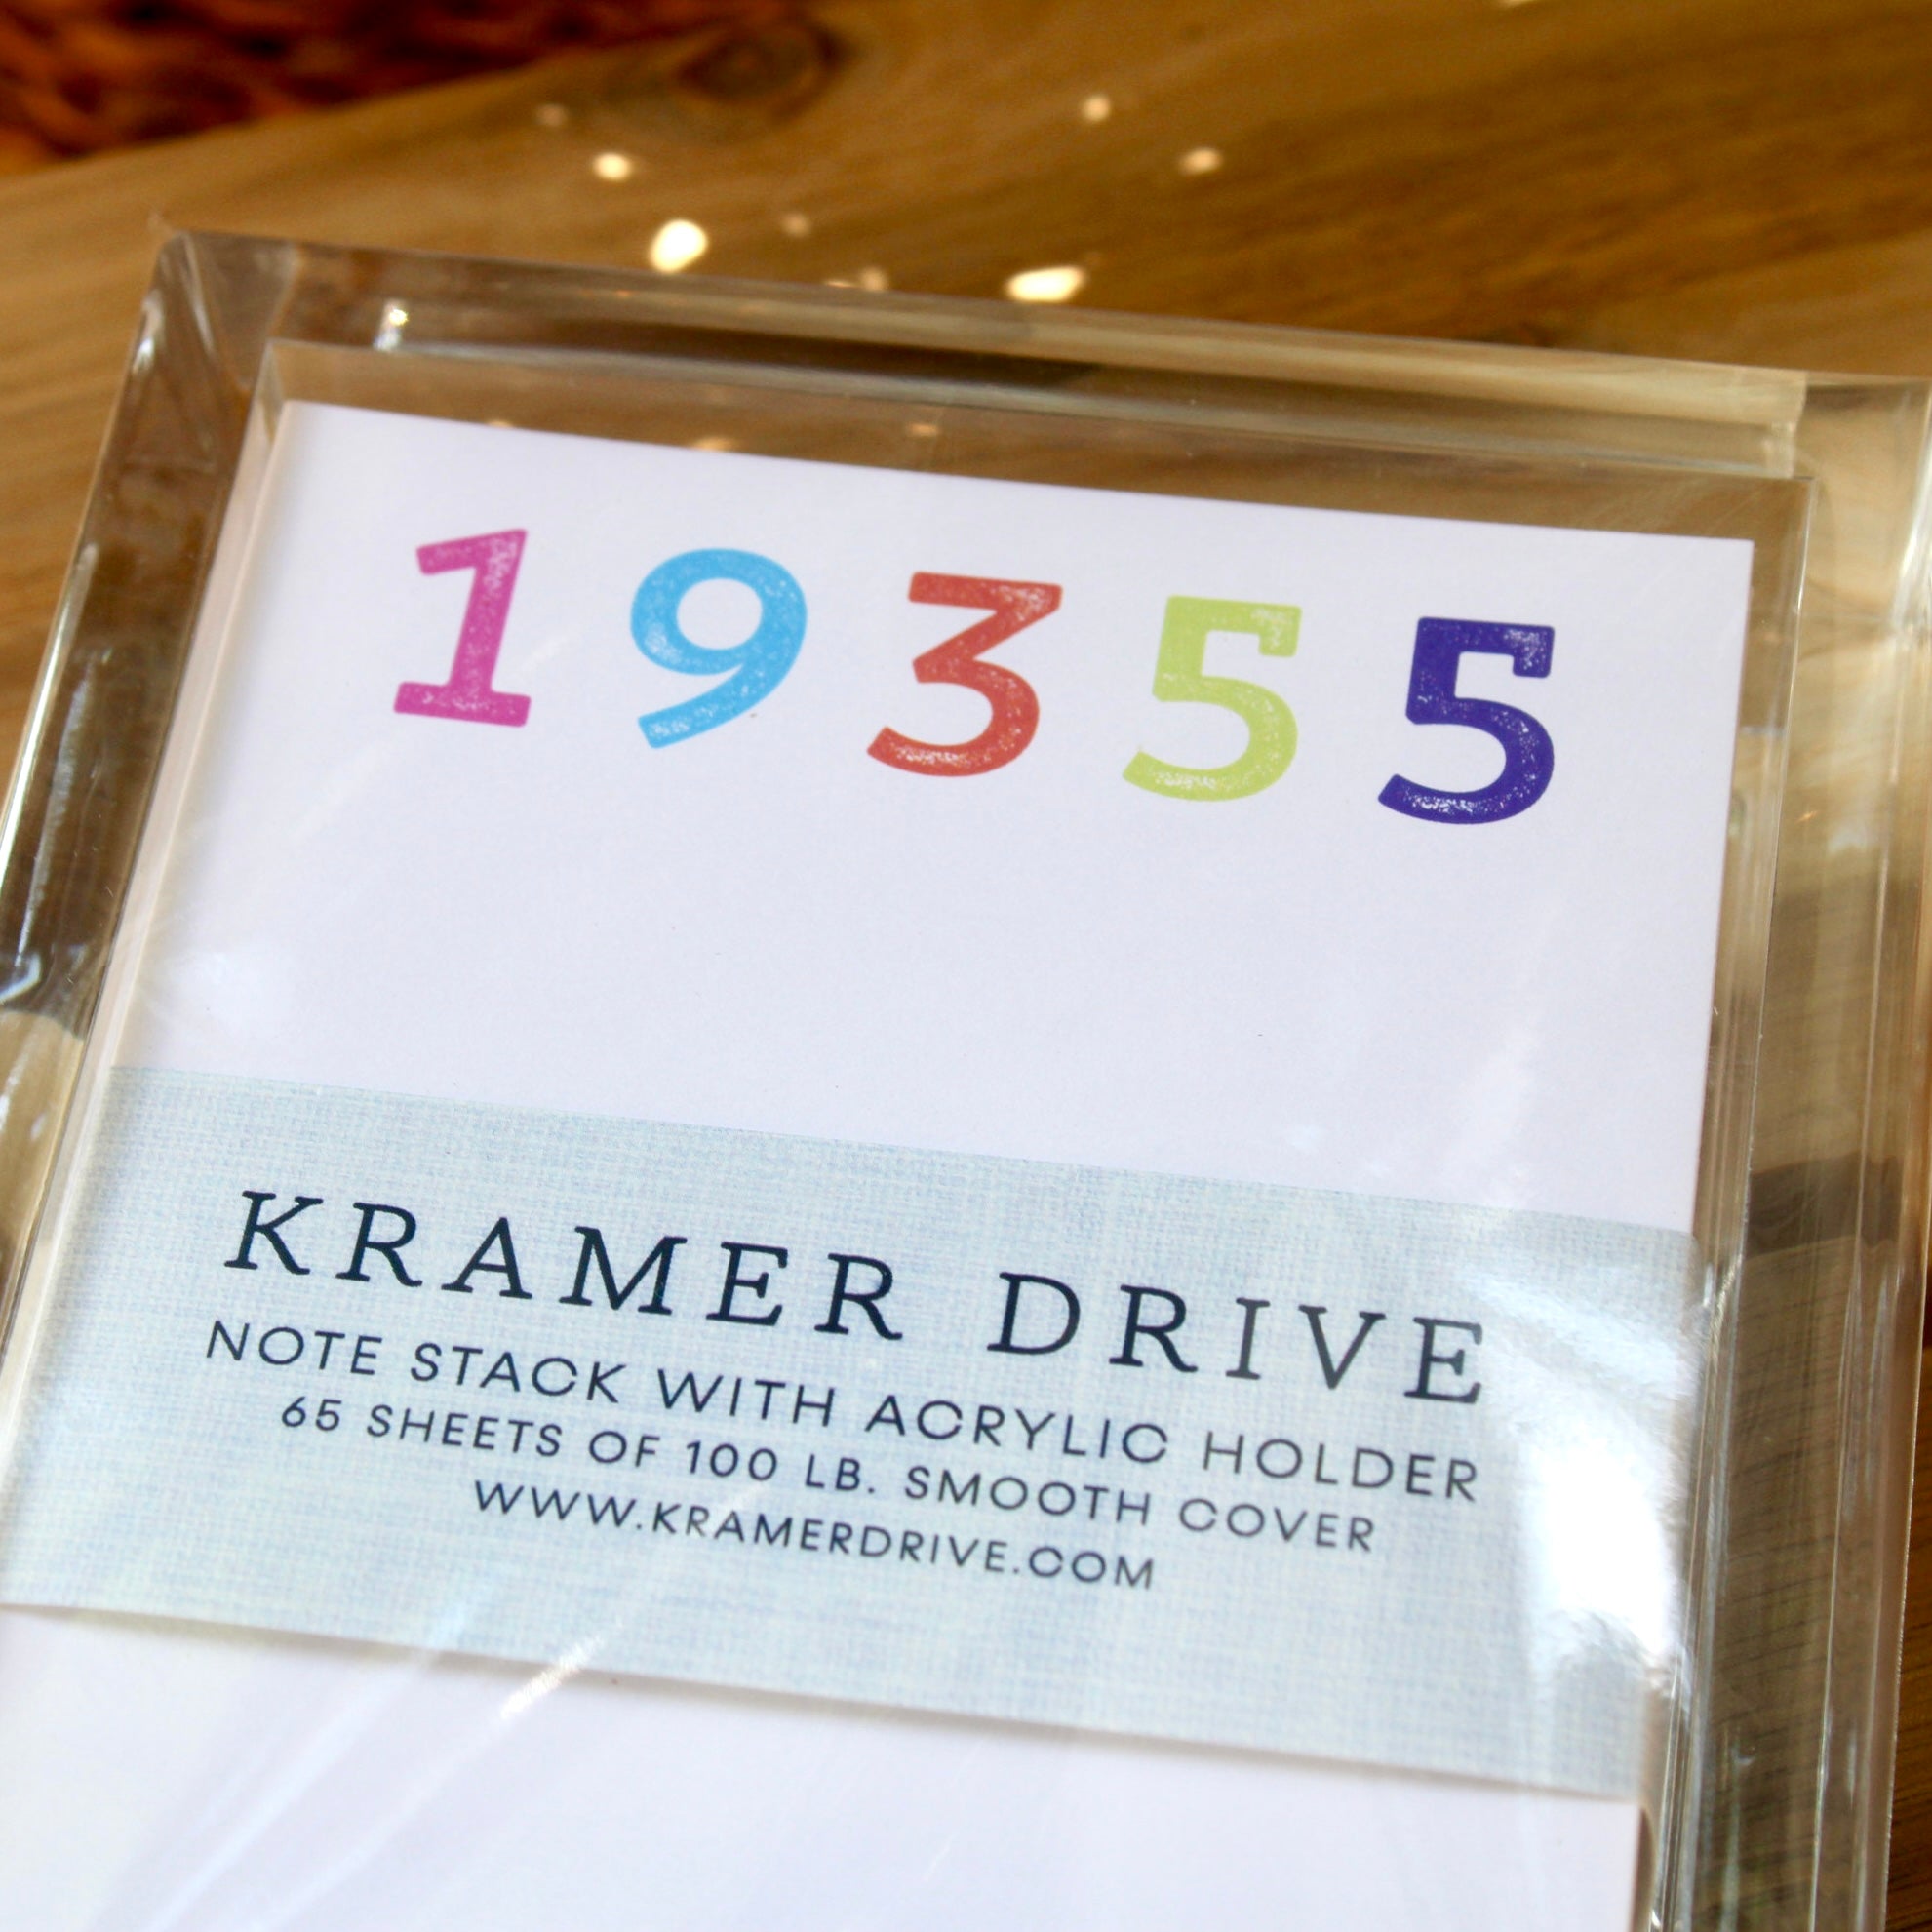 19355
KRAMER DRIVE
NOTE STACK WITH ACRYLIC HOLDER
65 SHEETS OF 100 LB. SMOOTH COVER
WWW.KRAMERDRIVE.COM